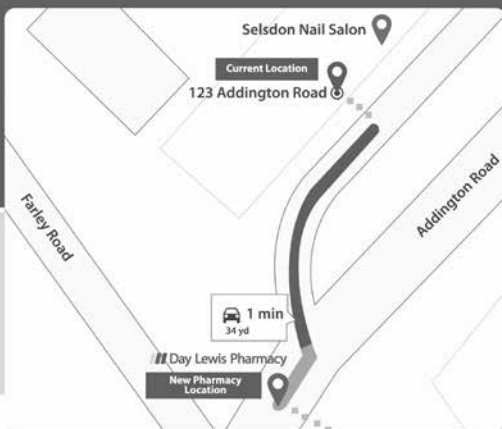 Selsdon Nail Salon
Current Location
123 Addington Road
Farley Road
Addington Road
1 min
34 yd
Day Lewis Pharmacy
New Pharmacy
Location